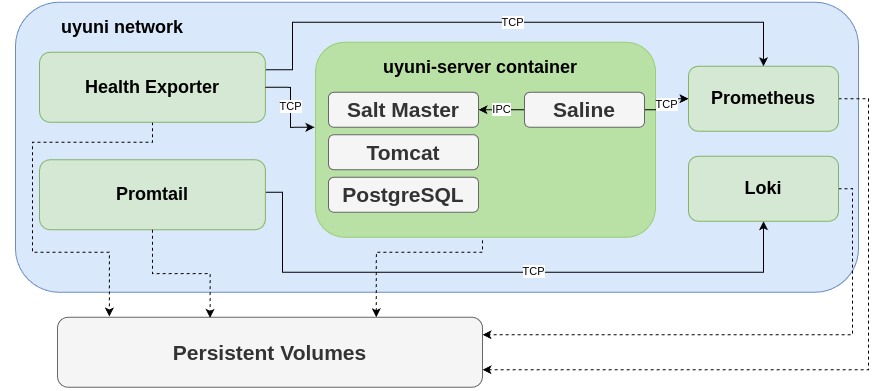 uyuni network
TCP
Health Exporter
uyuni-server container
TCP
Salt Master
IPC
Saline
TCP
Prometheus
Tomcat
PostgreSQL
Promtail
Loki
TCP
Persistent Volumes